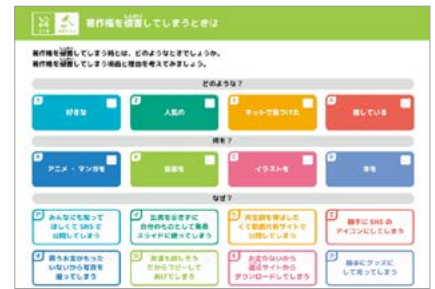 著作権を侵害してしまうときは
著作権を侵害してしまう時とは、どのようなときでしょうか。
著作権を侵害してしまう場面と理由を考えてみましょう。
どのような?
好きな
人気の
ネットで見つけた
推している
何を?
アニメ・マンガを
音楽を
イラストを
本を
なぜ?
みんなにも知って
ほしくてSNSで
公開してしまう
出典を示さずに
自分のものとして発表
スライドに使ってしまう
再生数を伸ばした
くて動画共有サイトで
公開してしまう
勝手にSNSの
アイコンにしてしまう
買うお金がもった
いないから写真を
撮ってしまう
友達も欲しそう
だからコピーして
あげてしまう
お金がないから
違法サイトから
ダウンロードしてしまう
勝手にグッズに
して売ってしまう